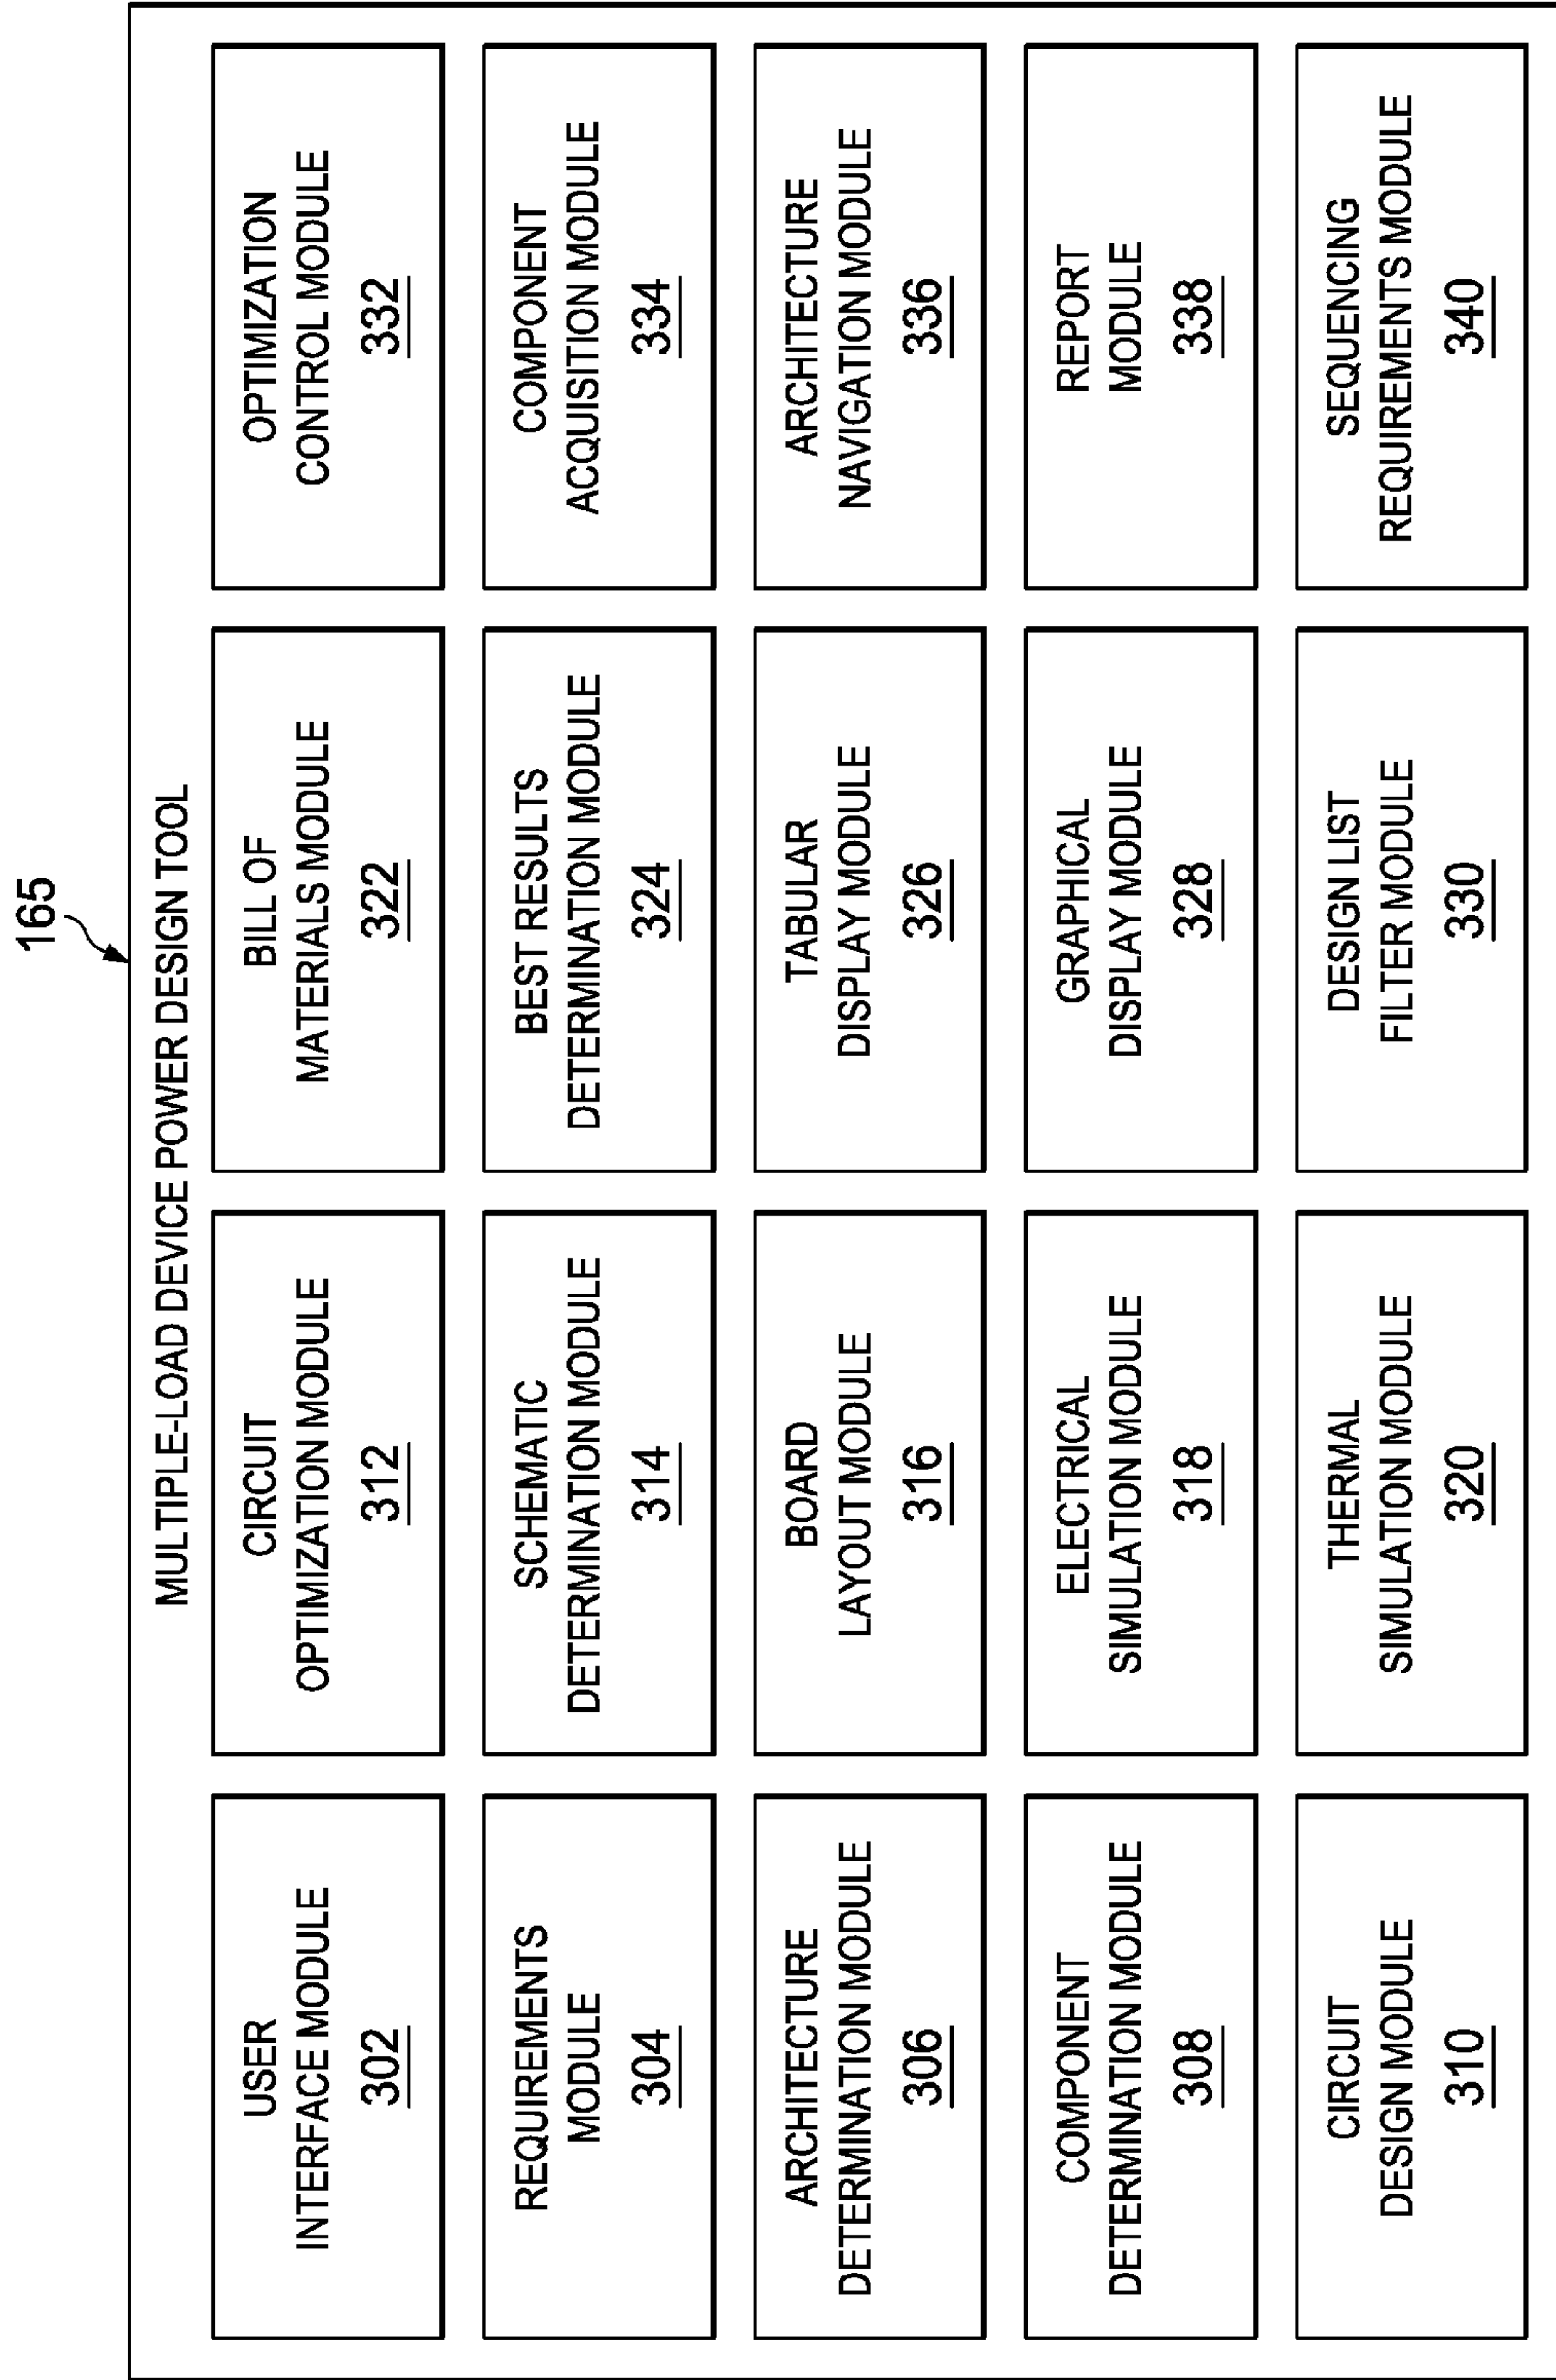 165
MULTIPLE-LOAD DEVICE POWER DESIGN TOOL
USER
INTERFACE MODULE
302
REQUIREMENTS
MODULE
304
ARCHITECTURE
DETERMINATION MODULE
306
COMPONENT
DETERMINATION MODULE
308
CIRCUIT
DESIGN MODULE
310
CIRCUIT
OPTIMIZATION MODULE
312
SCHEMATIC
DETERMINATION MODULE
314
BOARD
LAYOUT MODULE
316
ELECTRICAL
SIMULATION MODULE
318
THERMAL
SIMULATION MODULE
320
BILL OF
MATERIALS MODULE
322
BEST RESULTS
DETERMINATION MODULE
324
TABULAR
DISPLAY MODULE
326
GRAPHICAL
DISPLAY MODULE
328
DESIGN LIST
FILTER MODULE
330
OPTIMIZATION
CONTROL MODULE
332
COMPONENT
ACQUISITION MODULE
334
ARCHITECTURE
NAVIGATION MODULE
336
REPORT
MODULE
338
SEQUENCING
REQUIREMENTS MODULE
340